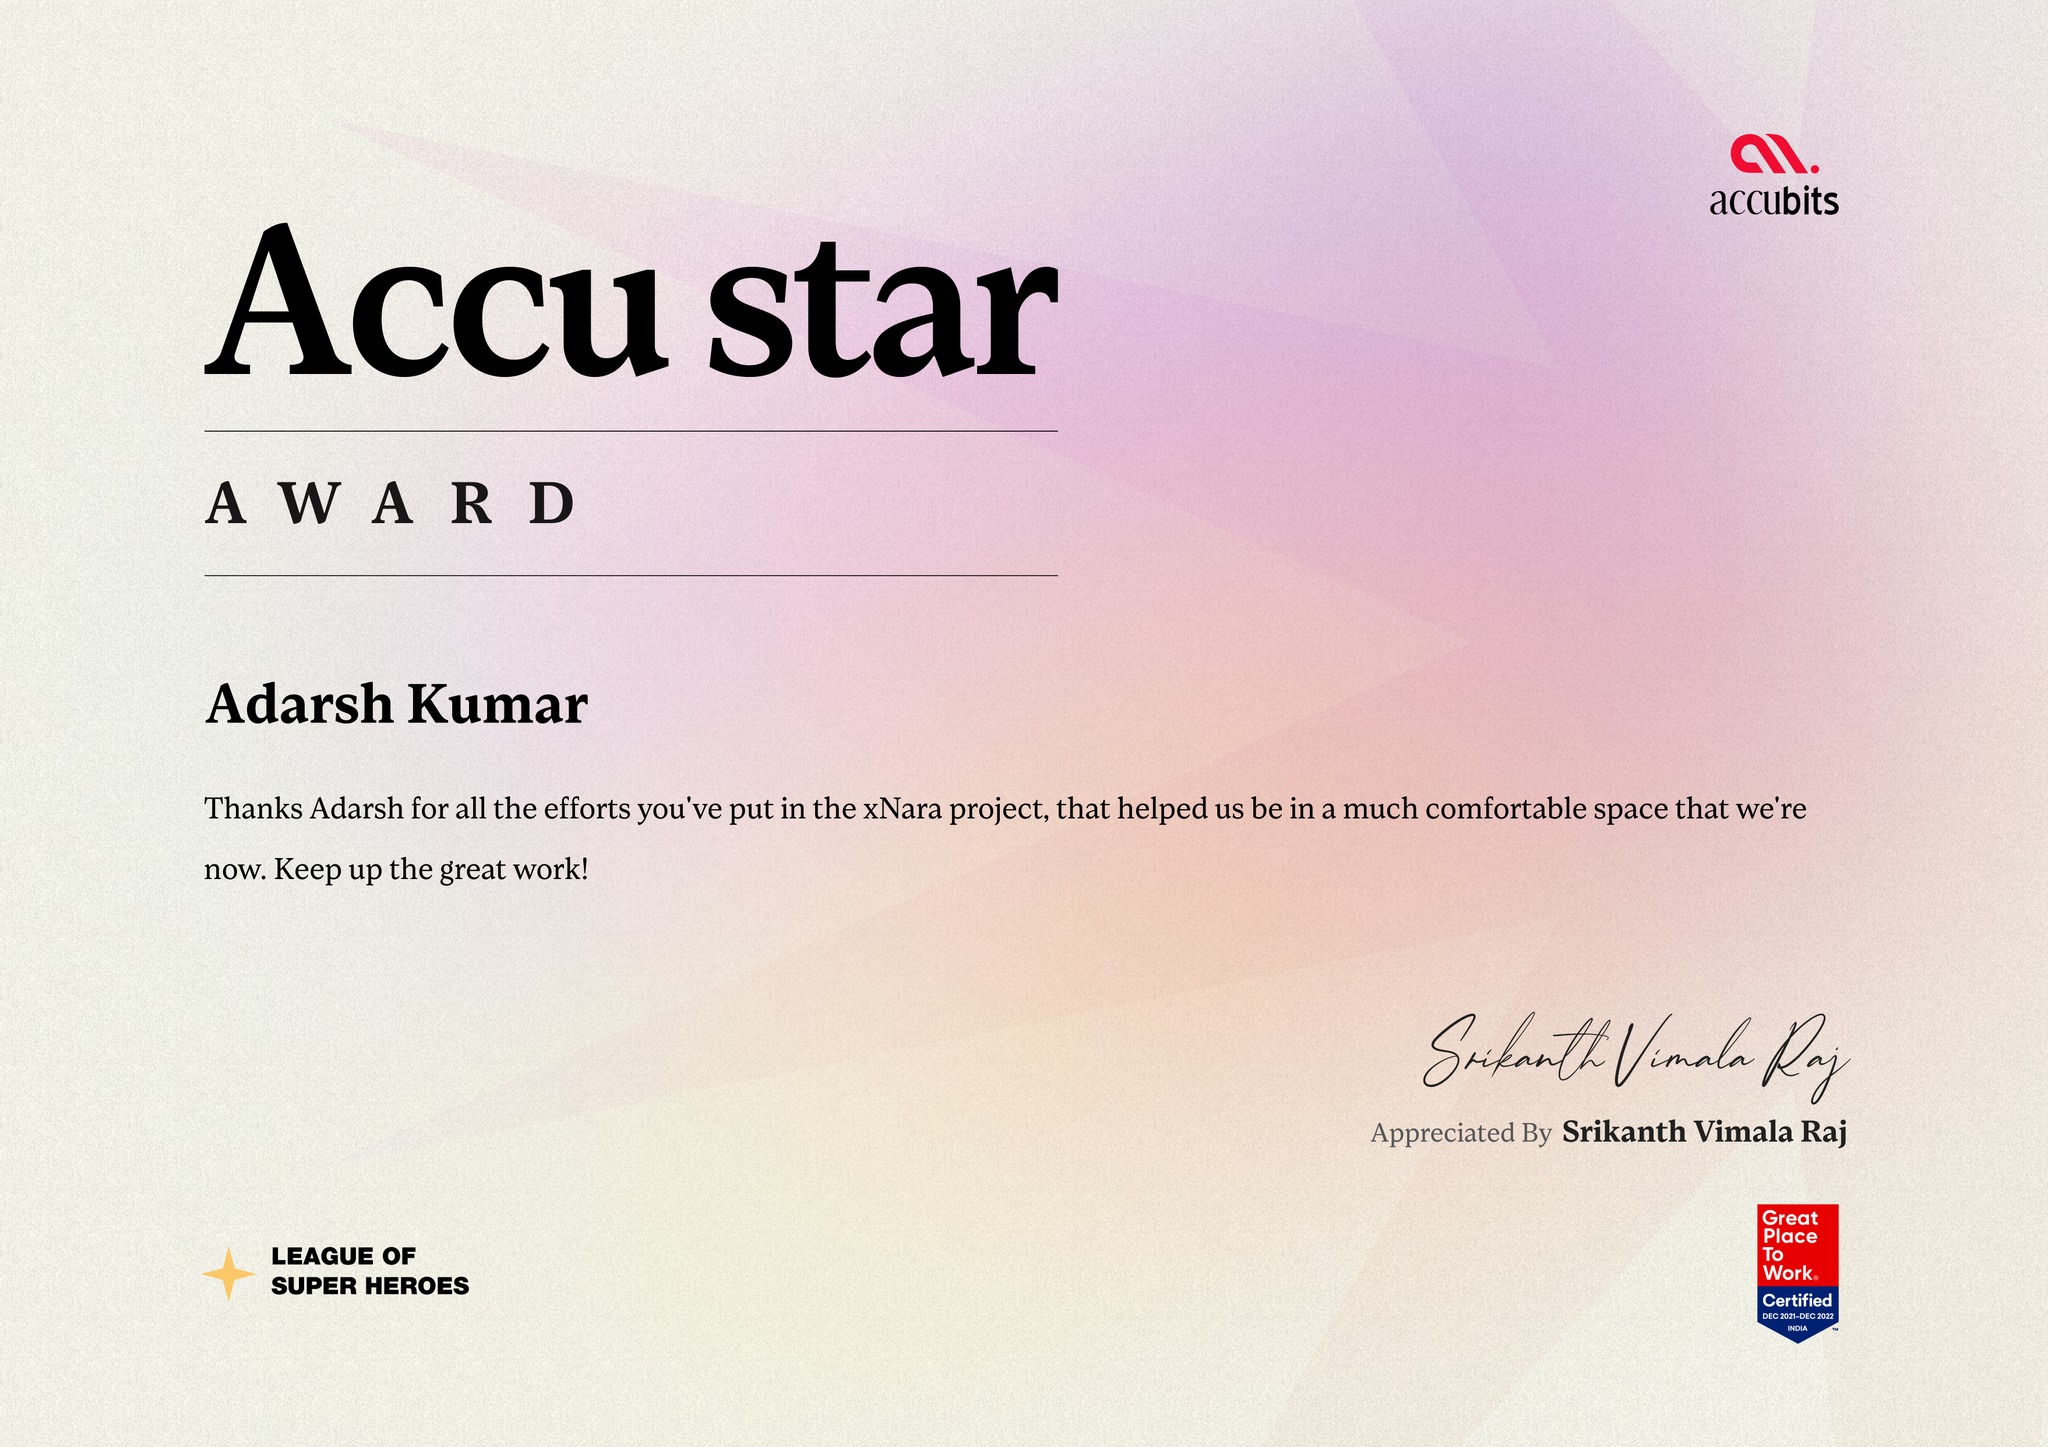 accubits
Accu star
AWARD
Adarsh Kumar
Thanks Adarsh for all the efforts you've put in the xNara project, that helped us be in a much comfortable space that we're
now. Keep up the great work!
Srikanth Vimala Raj
Appreciated By Srikanth Vimala Raj
LEAGUE OF
SUPER HEROES
Great
Place
To
Work®
Certified
DEC 2021–DEC 2022
INDIA
™